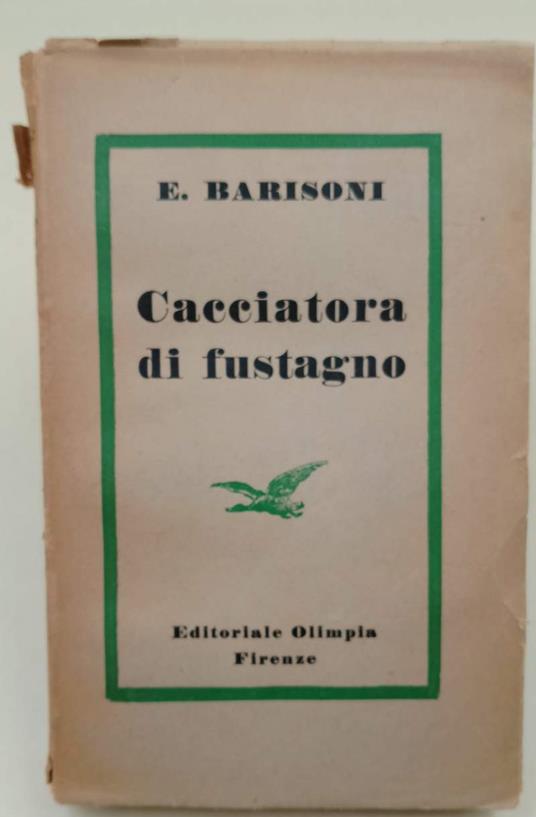 E. BARISONI
Cacciatora
di fustagno
Editoriale Olimpia
Firenze